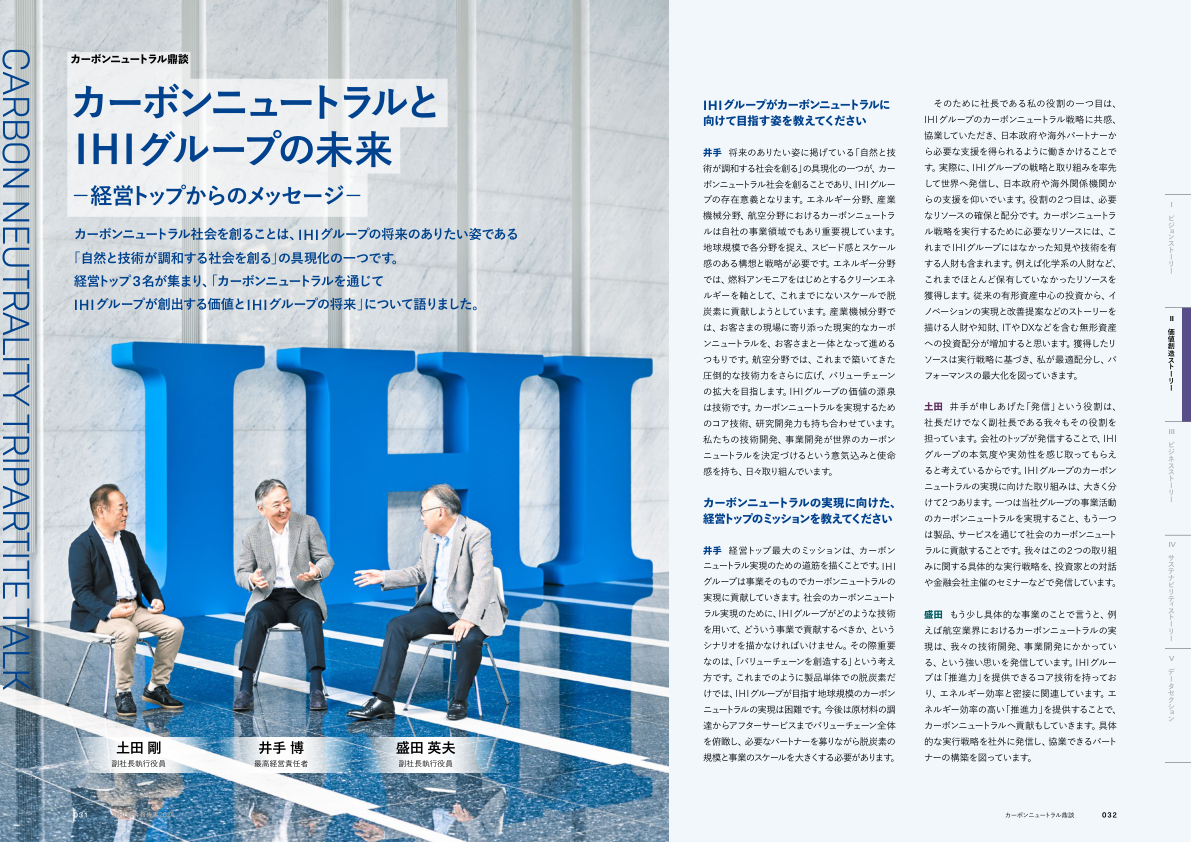 CARBON NEUTRALITY TRIPARTITE TALK
カーボンニュートラル鼎談
カーボンニュートラルと
IHIグループの未来
－経営トップからのメッセージ－
カーボンニュートラル社会を創ることは、IHIグループの将来のありたい姿である
「自然と技術が調和する社会を創る」の具現化の一つです。
経営トップ3名が集まり、「カーボンニュートラルを通じて
IHIグループが創出する価値とIHIグループの将来」について語りました。
IHI
土田 剛
副社長執行役員
井手 博
最高経営責任者
盛田 英夫
副社長執行役員
031
IHIグループがカーボンニュートラルに
向けて目指す姿を教えてください
井手 将来のありたい姿に掲げている「自然と技
術が調和する社会を創る」の具現化の一つが、カー
ボンニュートラル社会を創ることであり、IHIグルー
プの存在意義となります。エネルギー分野、産業
機械分野、航空分野におけるカーボンニュートラ
ルは自社の事業領域でもあり重要視しています。
地球規模で各分野を捉え、スピード感とスケール
感のある構想と戦略が必要です。エネルギー分野
では、燃料アンモニアをはじめとするクリーンエネ
ルギーを軸として、これまでにないスケールで脱
炭素に貢献しようとしています。産業機械分野で
は、お客さまの現場に寄り添った現実的なカーボ
ンニュートラルを、お客さまと一体となって進める
つもりです。航空分野では、これまで築いてきた
圧倒的な技術力をさらに広げ、バリューチェーン
の拡大を目指します。IHIグループの価値の源泉
は技術です。カーボンニュートラルを実現するため
のコア技術、研究開発力も持ち合わせています。
私たちの技術開発、事業開発が世界のカーボン
ニュートラルを決定づけるという意気込みと使命
感を持ち、日々取り組んでいます。
カーボンニュートラルの実現に向けた、
経営トップのミッションを教えてください
井手 経営トップ最大のミッションは、カーボン
ニュートラル実現のための道筋を描くことです。IHI
グループは事業そのものでカーボンニュートラルの
実現に貢献していきます。社会のカーボンニュート
ラル実現のために、IHIグループがどのような技術
を用いて、どういう事業で貢献するべきか、という
シナリオを描かなければいけません。その際重要
なのは、「バリューチェーンを創造する」という考え
方です。これまでのように製品単体での脱炭素だ
けでは、IHIグループが目指す地球規模のカーボン
ニュートラルの実現は困難です。今後は原材料の調
達からアフターサービスまでバリューチェーン全体
を俯瞰し、必要なパートナーを募りながら脱炭素の
規模と事業のスケールを大きくする必要があります。
そのために社長である私の役割の一つ目は、
IHIグループのカーボンニュートラル戦略に共感、
協業していただき、日本政府や海外パートナーか
ら必要な支援を得られるように働きかけることで
す。実際に、IHIグループの戦略と取り組みを率先
して世界へ発信し、日本政府や海外関係機関か
らの支援を仰いでいます。役割の2つ目は、必要
なリソースの確保と配分です。カーボンニュートラ
ル戦略を実行するために必要なリソースには、こ
れまでIHIグループにはなかった知見や技術を有
する人財も含まれます。例えば化学系の人財など、
これまでほとんど保有していなかったリソースを
獲得します。従来の有形資産中心の投資から、イ
ノベーションの実現と改善提案などのストーリーを
描ける人財や知財、ITやDXなどを含む無形資産
への投資配分が増加すると思います。獲得したリ
ソースは実行戦略に基づき、私が最適配分し、パ
フォーマンスの最大化を図っていきます。
土田 井手が申しあげた「発信」という役割は、
社長だけでなく副社長である我々もその役割を
担っています。会社のトップが発信することで、IHI
グループの本気度や実効性を感じ取ってもらえ
ると考えているからです。IHIグループのカーボン
ニュートラルの実現に向けた取り組みは、大きく分
けて2つあります。一つは当社グループの事業活動
のカーボンニュートラルを実現すること、もう一つ
は製品、サービスを通じて社会のカーボンニュート
ラルに貢献することです。我々はこの2つの取り組
みに関する具体的な実行戦略を、投資家との対話
や金融会社主催のセミナーなどで発信しています。
盛田 もう少し具体的な事業のことで言うと、例
えば航空業界におけるカーボンニュートラルの実
現は、我々の技術開発、事業開発にかかってい
る、という強い思いを発信しています。IHIグルー
プは「推進力」を提供できるコア技術を持ってお
り、エネルギー効率と密接に関連しています。エ
ネルギー効率の高い「推進力」を提供することで、
カーボンニュートラルへ貢献もしていきます。具体
的な実行戦略を社外に発信し、協業できるパート
ナーの構築を図っています。
I ビジョンストーリー
II 価値創造ストーリー
III ビジネスストーリー
IV サステナビリティストーリー
V データセクション
カーボンニュートラル鼎談 032